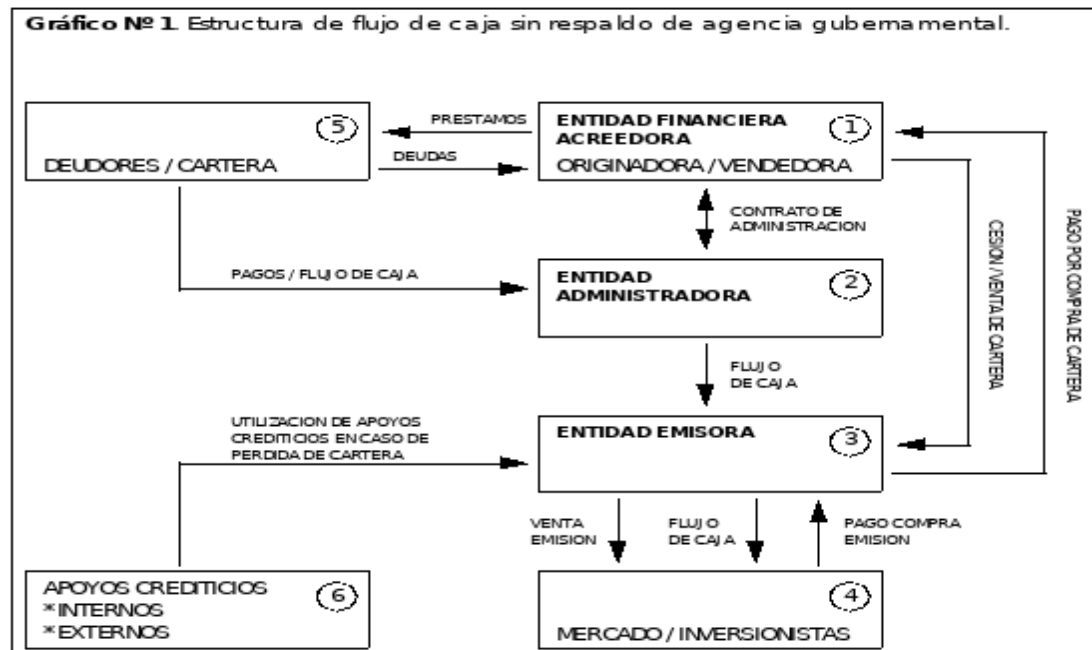 Gráfico Nº 1. Estructura de flujo de caja sin respaldo de agencia gubernamental.
5
DEUDORES / CARTERA
PRESTAMOS
DEUDAS
ENTIDAD FINANCIERA
ACREEDORA
1
ORIGINADORA / VENDEDORA
CONTRATO DE
ADMINISTRACION
PAGOS / FLUJO DE CAJA
ENTIDAD
ADMINISTRADORA
2
CESION / VENTA DE CARTERA
PAGO POR COMPRA DE CARTERA
FLUJO
DE CAJA
UTILIZACION DE APOYOS
CREDITICIOS EN CASO DE
PERDIDA DE CARTERA
ENTIDAD EMISORA
3
VENTA
EMISION
FLUJO
DE CAJA
PAGO COMPRA
EMISION
APOYOS CREDITICIOS
* INTERNOS
* EXTERNOS
6
4
MERCADO / INVERSIONISTAS